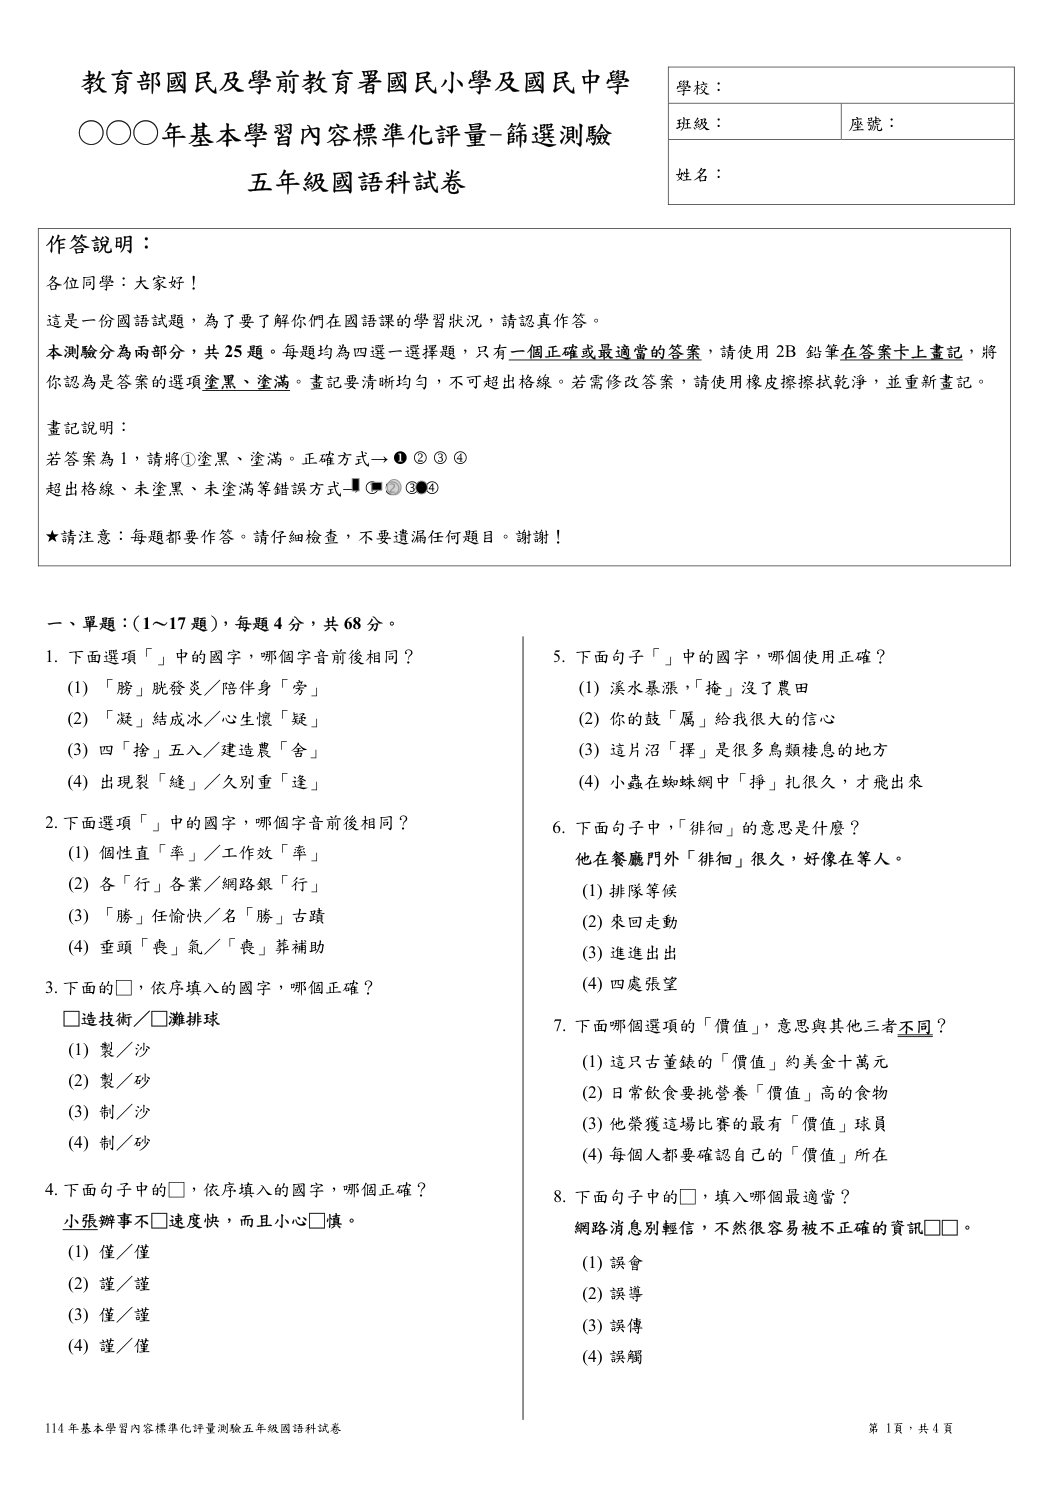 教育部國民及學前教育署國民小學及國民中學
○○○年基本學習內容標準化評量-篩選測驗
五年級國語科試卷
學校：
班級： 座號：
姓名：
作答說明：
各位同學：大家好！
這是一份國語試題，為了要了解你們在國語課的學習狀況，請認真作答。
本測驗分為兩部分，共 25 題。每題均為四選一選擇題，只有一個正確或最適當的答案，請使用 2B 鉛筆在答案卡上畫記，將
你認為是答案的選項塗黑、塗滿。畫記要清晰均勻，不可超出格線。若需修改答案，請使用橡皮擦擦拭乾淨，並重新畫記。
畫記說明：
若答案為 1，請將①塗黑、塗滿。正確方式→ ❶ ② ③ ④
超出格線、未塗黑、未塗滿等錯誤方式→ ② ③ ④
★請注意：每題都要作答。請仔細檢查，不要遺漏任何題目。謝謝！
一、單題：（1～17 題），每題 4 分，共 68 分。
1. 下面選項「」中的國字，哪個字音前後相同？
(1) 「膀」胱發炎／陪伴身「旁」
(2) 「凝」結成冰／心生懷「疑」
(3) 四「捨」五入／建造農「舍」
(4) 出現裂「縫」／久別重「逢」
2. 下面選項「」中的國字，哪個字音前後相同？
(1) 個性直「率」／工作效「率」
(2) 各「行」各業／網路銀「行」
(3) 「勝」任愉快／名「勝」古蹟
(4) 垂頭「喪」氣／「喪」葬補助
3. 下面的□，依序填入的國字，哪個正確？
□造技術／□灘排球
(1) 製／沙
(2) 製／砂
(3) 制／沙
(4) 制／砂
4. 下面句子中的□，依序填入的國字，哪個正確？
小張辦事不□速度快，而且小心□慎。
(1) 僅／僅
(2) 謹／謹
(3) 僅／謹
(4) 謹／僅
5. 下面句子「」中的國字，哪個使用正確？
(1) 溪水暴漲，「掩」沒了農田
(2) 你的鼓「厲」給我很大的信心
(3) 這片沼「擇」是很多鳥類棲息的地方
(4) 小蟲在蜘蛛網中「掙」扎很久，才飛出來
6. 下面句子中，「徘徊」的意思是什麼？
他在餐廳門外「徘徊」很久，好像在等人。
(1) 排隊等候
(2) 來回走動
(3) 進進出出
(4) 四處張望
7. 下面哪個選項的「價值」，意思與其他三者不同？
(1) 這只古董錶的「價值」約美金十萬元
(2) 日常飲食要挑營養「價值」高的食物
(3) 他榮獲這場比賽的最有「價值」球員
(4) 每個人都要確認自己的「價值」所在
8. 下面句子中的□，填入哪個最適當？
網路消息別輕信，不然很容易被不正確的資訊□□。
(1) 誤會
(2) 誤導
(3) 誤傳
(4) 誤觸
114 年基本學習內容標準化評量測驗五年級國語科試卷
第 1頁，共 4 頁